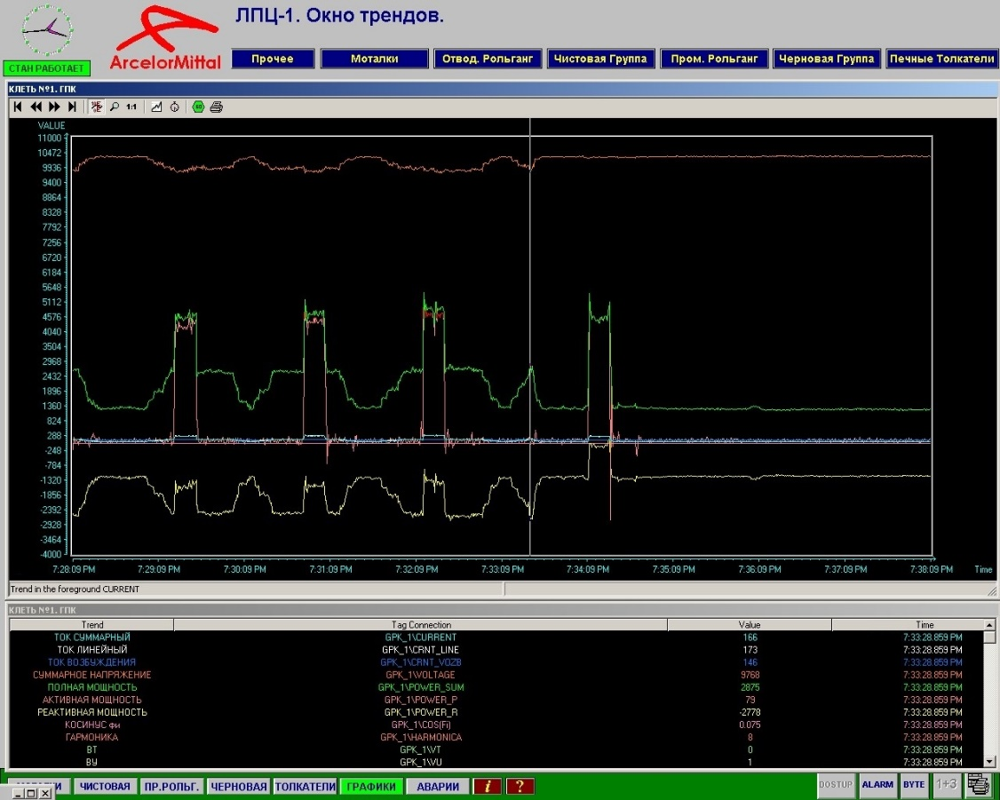 ЛПЦ-1. Окно трендов.
СТАН РАБОТАЕТ
ArcelorMittal
Прочее Моталки Отвод. Рольганг Чистовая Группа Пром. Рольганг Черновая Группа Печные Толкатели
КЛЕТЬ №1. ГПК
1:1
VALUE
11000
10472
9936
9400
8864
8328
7792
7256
6720
6184
5648
5112
4576
4040
3504
2968
2432
1896
1360
824
288
-248
-784
-1320
-1856
-2392
-2928
-3464
-4000
7:28:09 PM 7:29:09 PM 7:30:09 PM 7:31:09 PM 7:32:09 PM 7:33:09 PM 7:34:09 PM 7:35:09 PM 7:36:09 PM 7:37:09 PM 7:38:09 PM Time
Trend in the foreground CURRENT
КЛЕТЬ №1. ГПК
Trend Tag Connection Value Time
ТОК СУММАРНЫЙ GPK_1\CURRENT 166 7:33:28.859 PM
ТОК ЛИНЕЙНЫЙ GPK_1\CRNT_LINE 173 7:33:28.859 PM
ТОК ВОЗБУЖДЕНИЯ GPK_1\CRNT_VOZB 146 7:33:28.859 PM
СУММАРНОЕ НАПРЯЖЕНИЕ GPK_1\VOLTAGE 9768 7:33:28.859 PM
ПОЛНАЯ МОЩНОСТЬ GPK_1\POWER_SUM 2875 7:33:28.859 PM
АКТИВНАЯ МОЩНОСТЬ GPK_1\POWER_P 79 7:33:28.859 PM
РЕАКТИВНАЯ МОЩНОСТЬ GPK_1\POWER_R -2778 7:33:28.859 PM
КОСИНУС фи GPK_1\COS(Fi) 0.075 7:33:28.859 PM
ГАРМОНИКА GPK_1\HARMONICA 8 7:33:28.859 PM
ВТ GPK_1\VT 0 7:33:28.859 PM
ВУ GPK_1\VU 1 7:33:28.859 PM
ЧИСТОВАЯ ПР.РОЛЬГ. ЧЕРНОВАЯ ТОЛКАТЕЛИ ГРАФИКИ АВАРИИ i ? DOSTUP ALARM BYTE 1+3